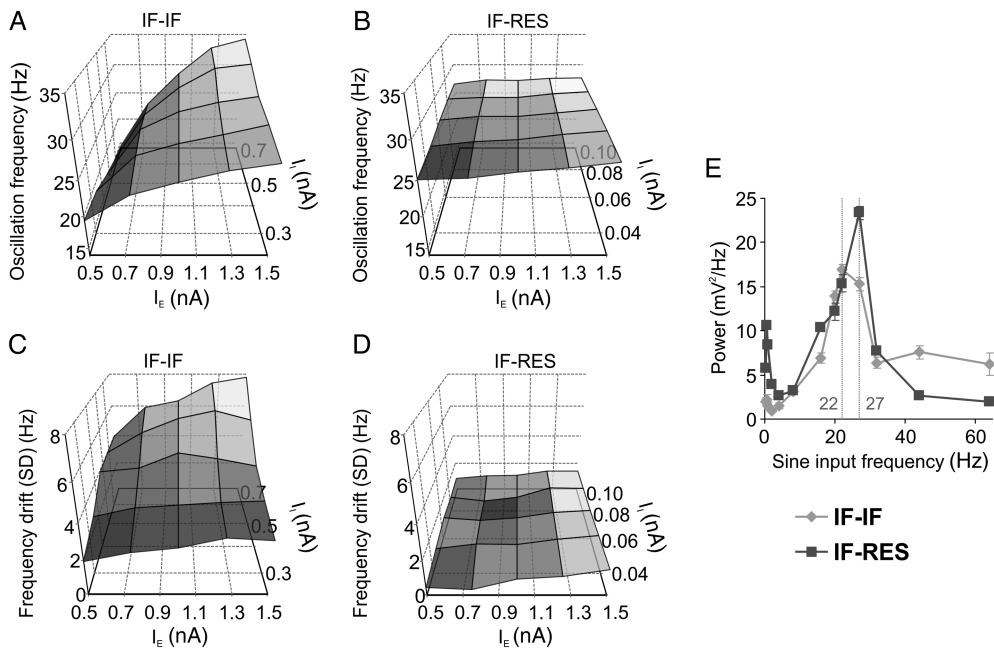 A
IF-IF
Oscillation frequency (Hz)
35
30
25
20
15
0.5 0.7 0.9 1.1 1.3 1.5
I_E (nA)
0.7
0.5
0.3
I_I (nA)
B
IF-RES
Oscillation frequency (Hz)
35
30
25
20
15
0.5 0.7 0.9 1.1 1.3 1.5
I_E (nA)
0.10
0.08
0.06
0.04
I_I (nA)
C
IF-IF
Frequency drift (SD) (Hz)
8
6
4
2
0
0.5 0.7 0.9 1.1 1.3 1.5
I_E (nA)
0.7
0.5
0.3
I_I (nA)
D
IF-RES
Frequency drift (SD) (Hz)
8
6
4
2
0
0.5 0.7 0.9 1.1 1.3 1.5
I_E (nA)
0.10
0.08
0.06
0.04
I_I (nA)
E
Power (mV²/Hz)
25
20
15
10
5
0
22 27
0 20 40 60
Sine input frequency (Hz)
IF-IF
IF-RES